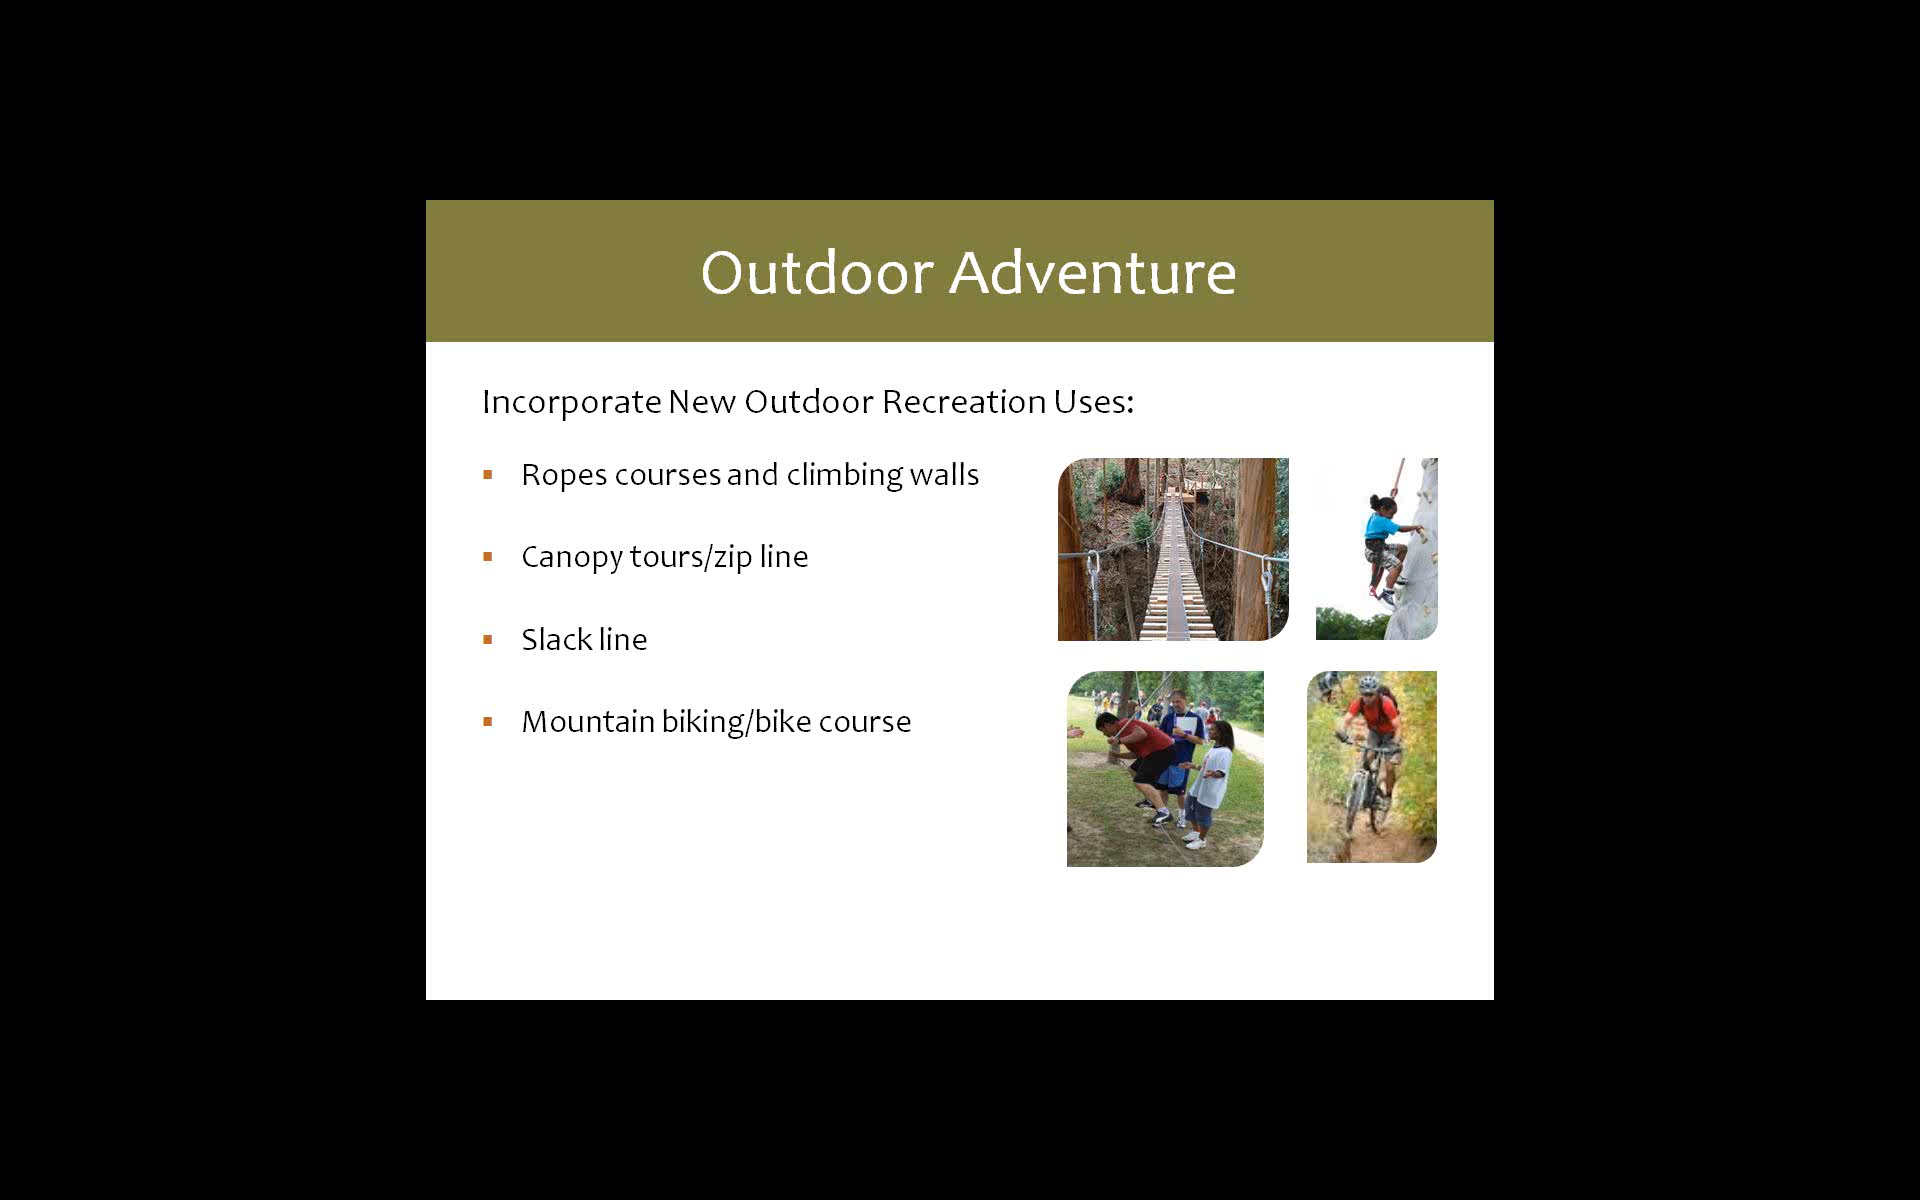 Outdoor Adventure
Incorporate New Outdoor Recreation Uses:
▪ Ropes courses and climbing walls
▪ Canopy tours/zip line
▪ Slack line
▪ Mountain biking/bike course